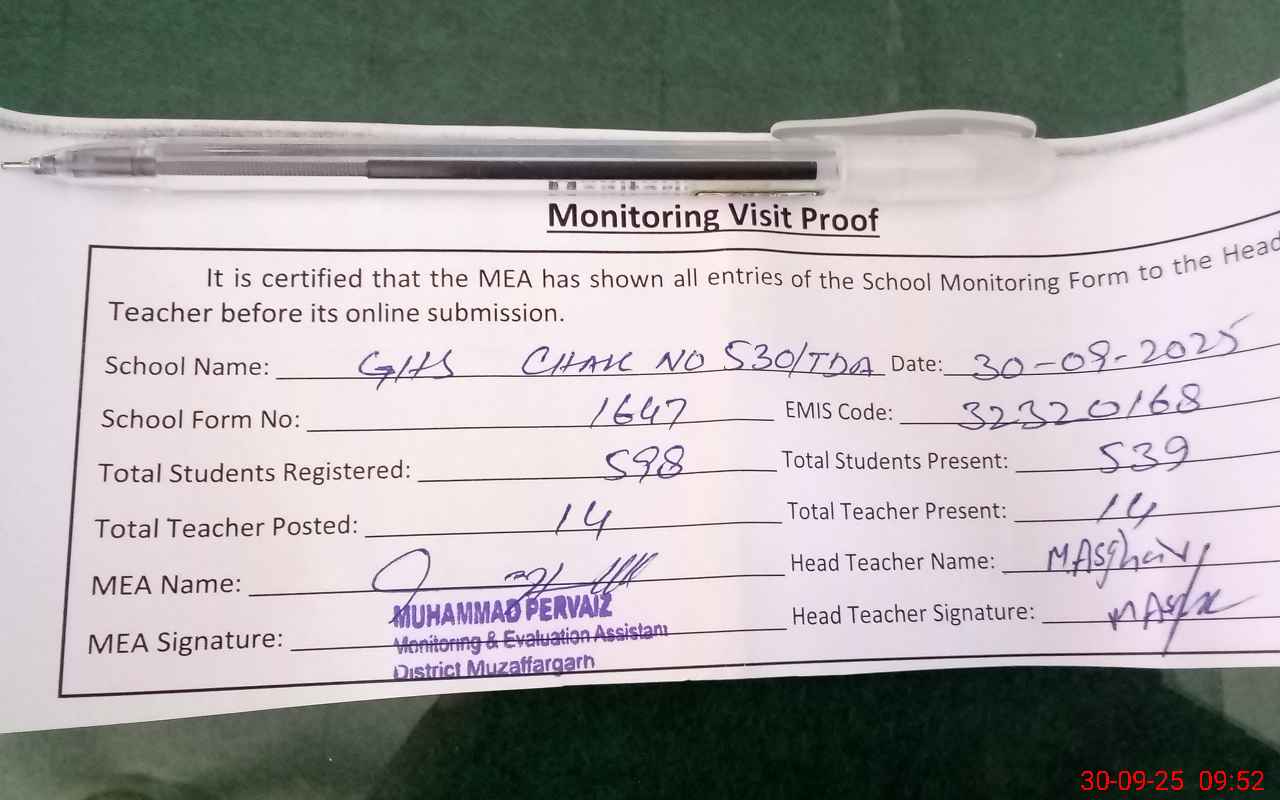 Monitoring Visit Proof
It is certified that the MEA has shown all entries of the School Monitoring Form to the Head
Teacher before its online submission.
School Name: GHS CHAK NO 530/TDA Date: 30-09-2025
School Form No: 1647 EMIS Code: 32320168
Total Students Registered: 598 Total Students Present: 539
Total Teacher Posted: 14 Total Teacher Present: 14
MEA Name: Head Teacher Name: MAsghar
MUHAMMAD PERVAIZ
MEA Signature: Head Teacher Signature:
Monitoring & Evaluation Assistant
District Muzaffargarh
30-09-25 09:52